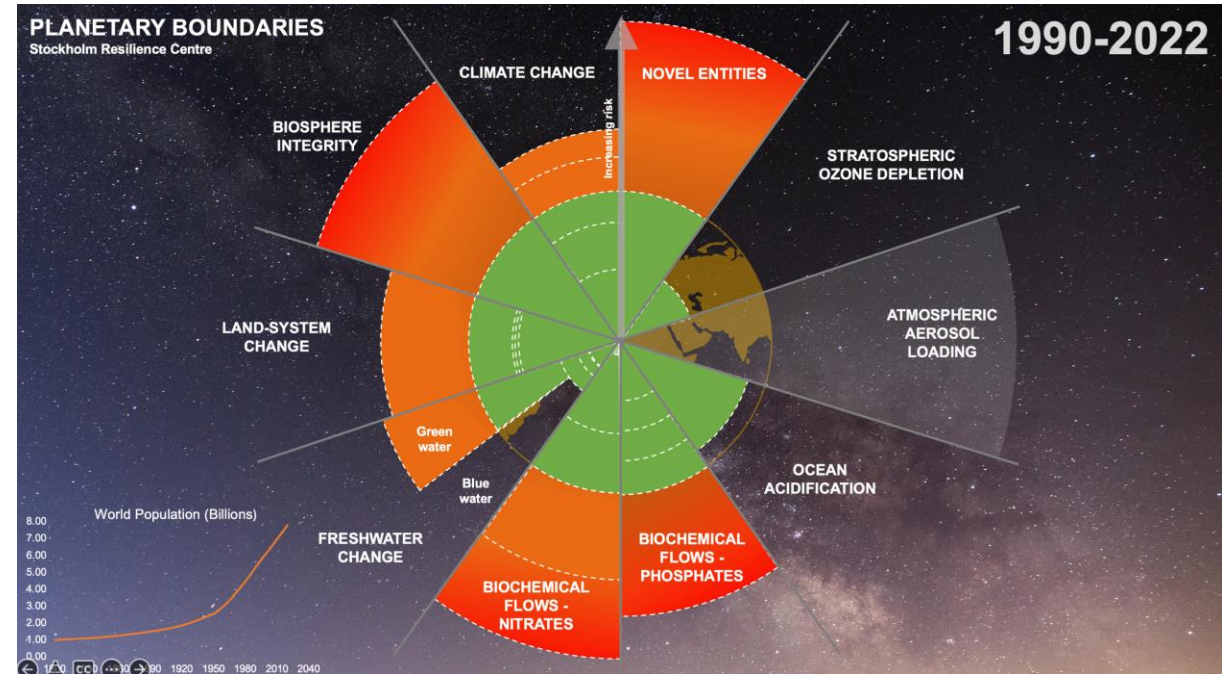 PLANETARY BOUNDARIES
Stockholm Resilience Centre
1990-2022
CLIMATE CHANGE
NOVEL ENTITIES
Increasing risk
BIOSPHERE
INTEGRITY
STRATOSPHERIC
OZONE DEPLETION
LAND-SYSTEM
CHANGE
ATMOSPHERIC
AEROSOL
LOADING
Green
water
Blue
water
OCEAN
ACIDIFICATION
FRESHWATER
CHANGE
BIOCHEMICAL
FLOWS -
PHOSPHATES
BIOCHEMICAL
FLOWS -
NITRATES
World Population (Billions)
8.00
7.00
6.00
5.00
4.00
3.00
2.00
1.00
0.00
1920 1950 1980 2010 2040
CC